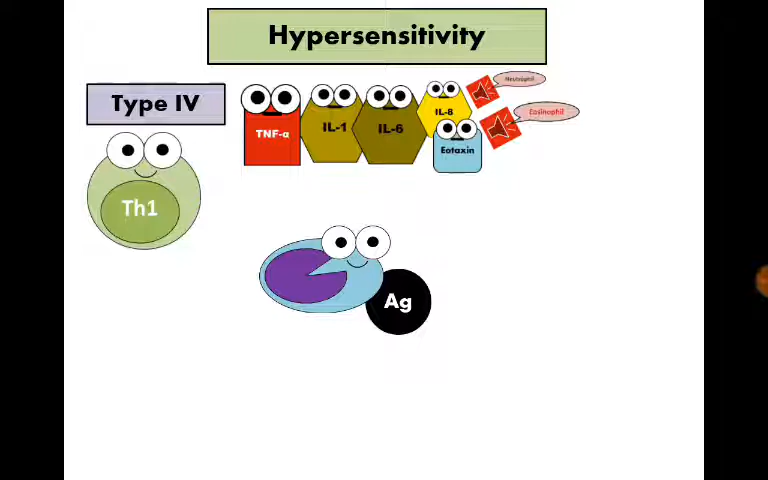 Hypersensitivity
Type IV
TNF-α
IL-1
IL-6
IL-8
Neutrophil
Eotaxin
Eosinophil
Th1
Ag